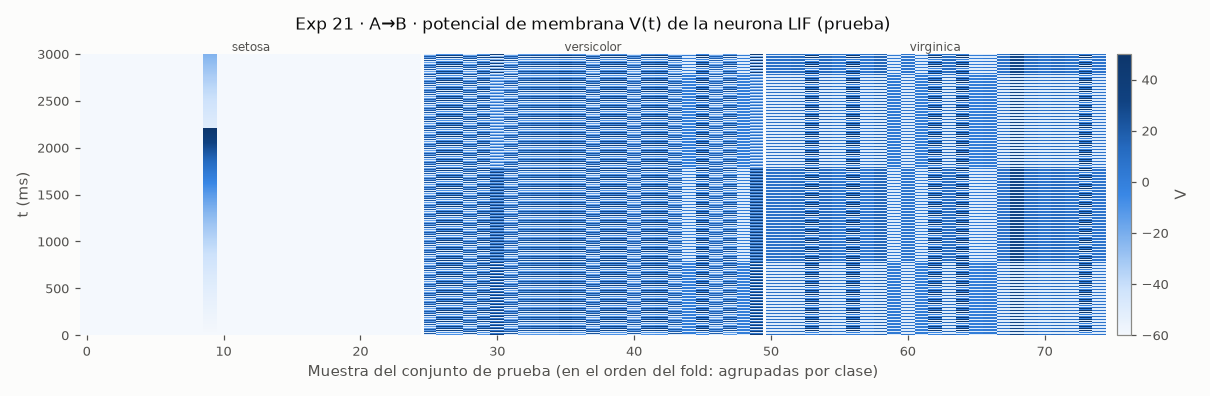 Exp 21 · A→B · potencial de membrana V(t) de la neurona LIF (prueba)
setosa versicolor virginica
3000
2500
2000
1500
1000
500
0
t (ms)
0 10 20 30 40 50 60 70
Muestra del conjunto de prueba (en el orden del fold: agrupadas por clase)
40
20
0
−20
−40
−60
V